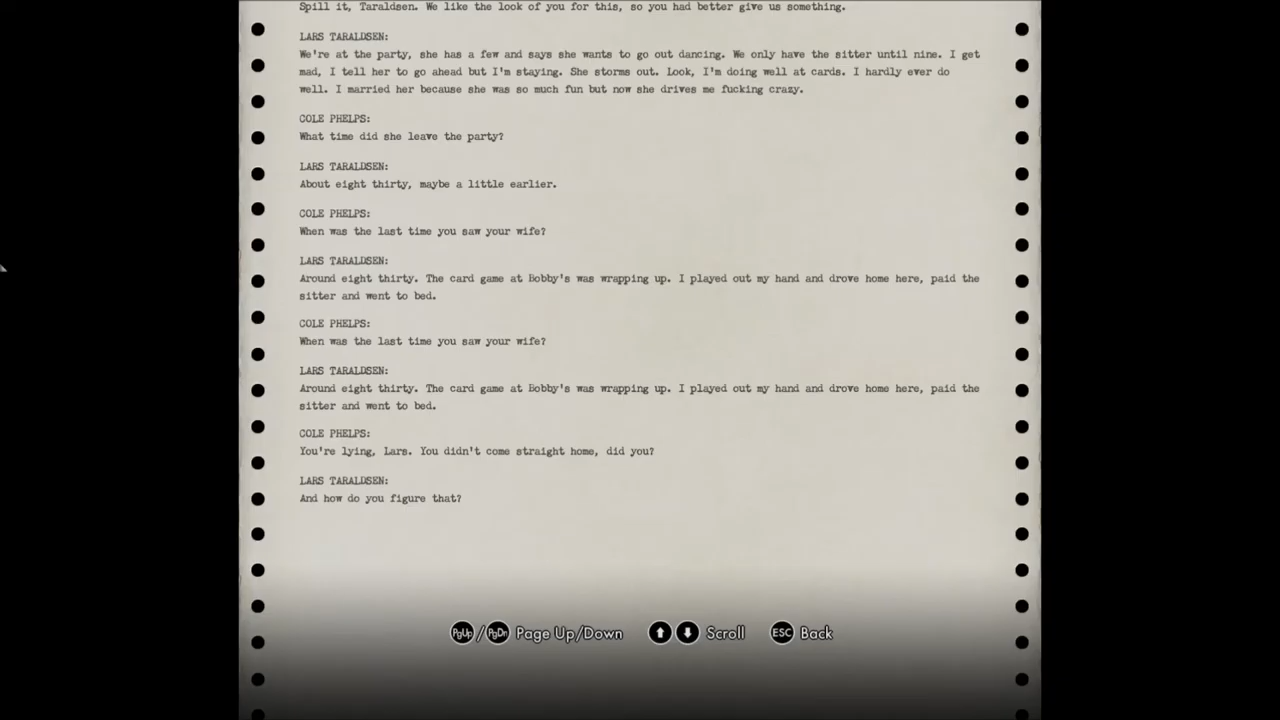 Spill it, Taraldsen. We like the look of you for this, so you had better give us something.
LARS TARALDSEN:
We're at the party, she has a few and says she wants to go out dancing. We only have the sitter until nine. I get
mad, I tell her to go ahead but I'm staying. She storms out. Look, I'm doing well at cards. I hardly ever do
well. I married her because she was so much fun but now she drives me fucking crazy.
COLE PHELPS:
What time did she leave the party?
LARS TARALDSEN:
About eight thirty, maybe a little earlier.
COLE PHELPS:
When was the last time you saw your wife?
LARS TARALDSEN:
Around eight thirty. The card game at Bobby's was wrapping up. I played out my hand and drove home here, paid the
sitter and went to bed.
COLE PHELPS:
When was the last time you saw your wife?
LARS TARALDSEN:
Around eight thirty. The card game at Bobby's was wrapping up. I played out my hand and drove home here, paid the
sitter and went to bed.
COLE PHELPS:
You're lying, Lars. You didn't come straight home, did you?
LARS TARALDSEN:
And how do you figure that?
PgUp/PgDn Page Up/Down ⬆ ⬇ Scroll ESC Back